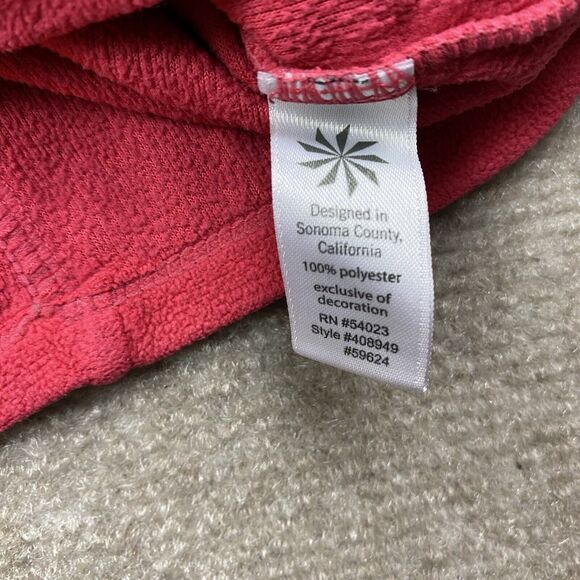 Designed in
Sonoma County,
California
100% polyester
exclusive of
decoration
RN #54023
Style #408949
#59624